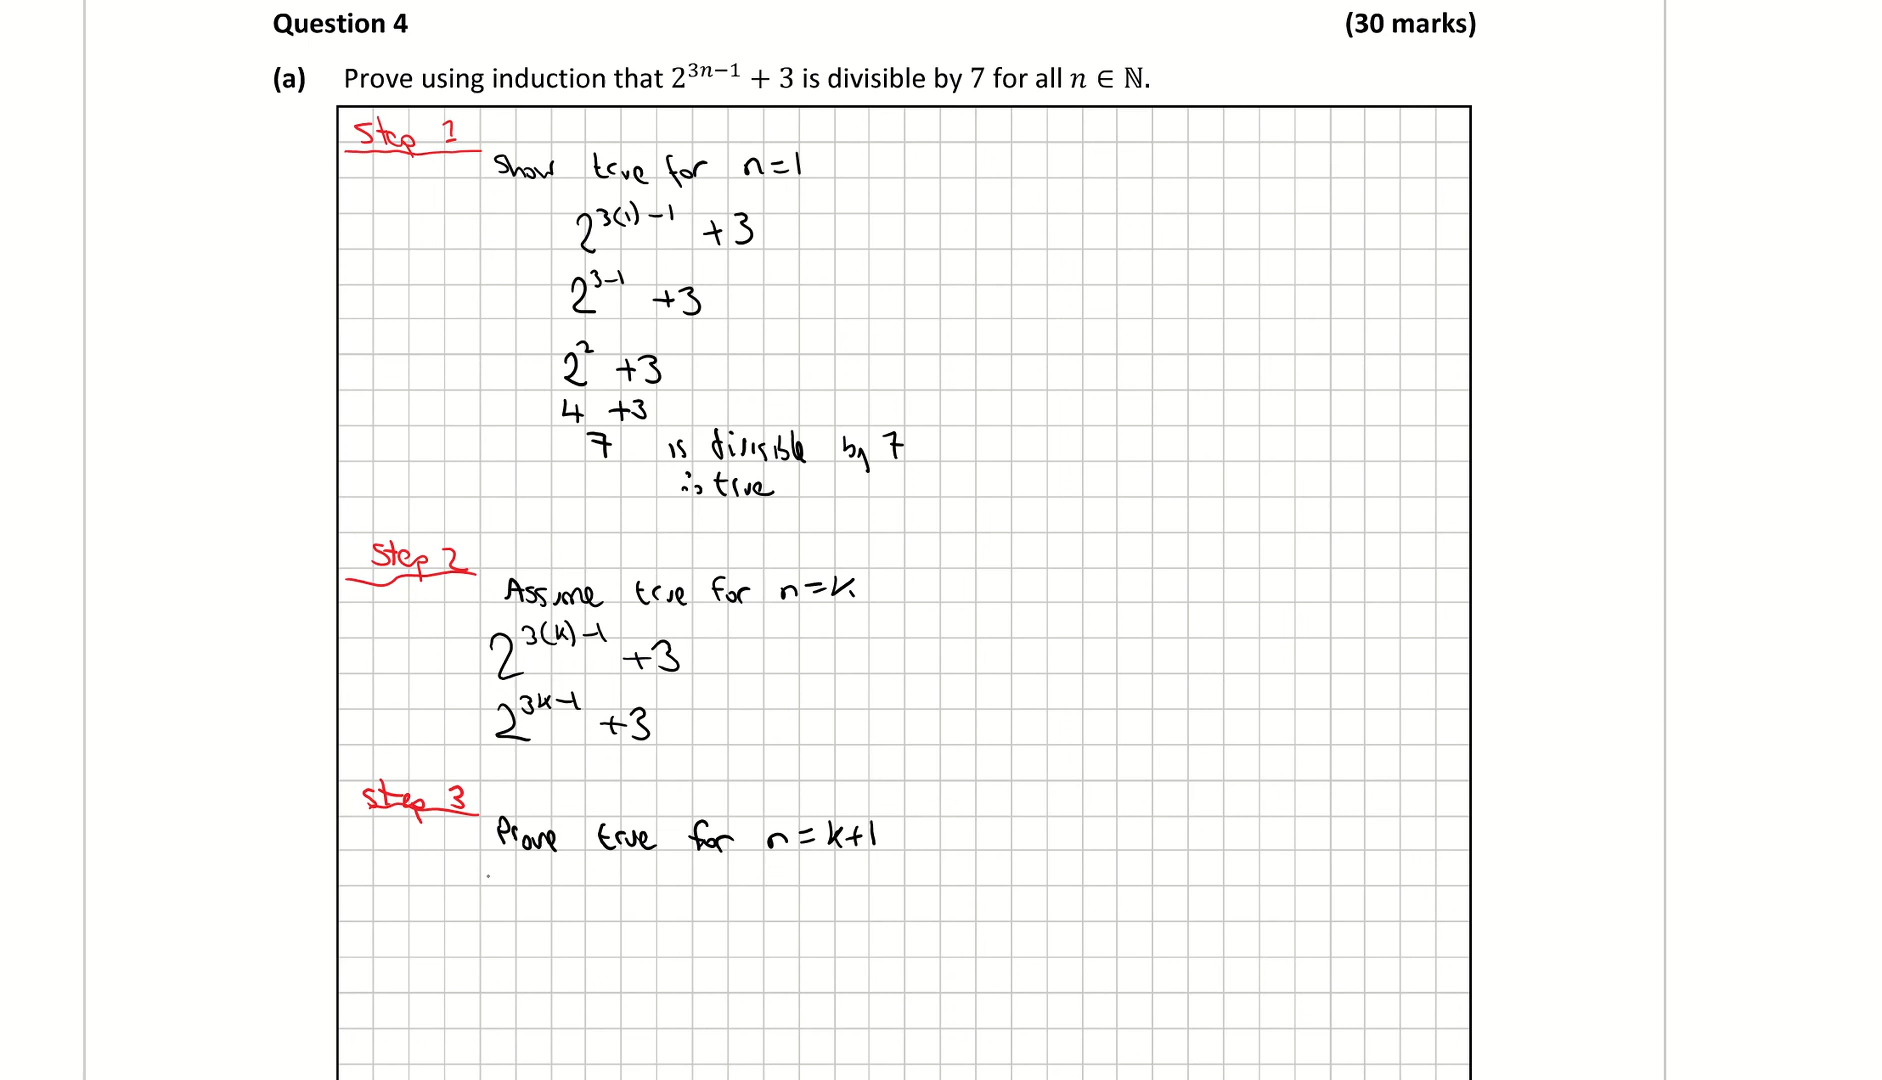 Question 4 (30 marks)
(a) Prove using induction that 2^{3n−1} + 3 is divisible by 7 for all n ∈ ℕ.
Step 1
Show true for n=1
2^{3(1)-1} +3
2^{3-1} +3
2^2 +3
4 +3
7 is divisible by 7
∴ true
Step 2
Assume true for n=k
2^{3(k)-1} +3
2^{3k-1} +3
Step 3
Prove true for n=k+1